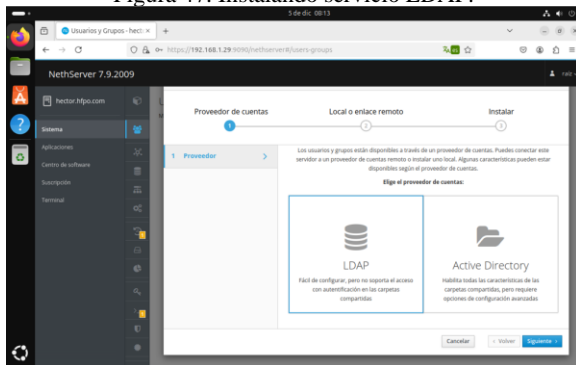 Figura 47. Instalando servicio LDAP.
5 de dic 08:13
Usuarios y Grupos - hect
https://192.168.1.29:9090/nethserver#/users-groups
NethServer 7.9.2009
hector.hfpo.com
Sistema
Aplicaciones
Centro de software
Suscripción
Terminal
Proveedor de cuentas
Local o enlace remoto
Instalar
1
2
3
1 Proveedor
Los usuarios y grupos están disponibles a través de un proveedor de cuentas. Puedes conectar este
servidor a un proveedor de cuentas remoto o instalar uno local. Algunas características pueden estar
disponibles según el proveedor de cuentas.
Elige el proveedor de cuentas:
LDAP
Fácil de configurar, pero no soporta el acceso
con autentificación en las carpetas
compartidas
Active Directory
Habilita todas las características de las
carpetas compartidas, pero requiere
opciones de configuración avanzadas
Cancelar
< Volver
Siguiente >